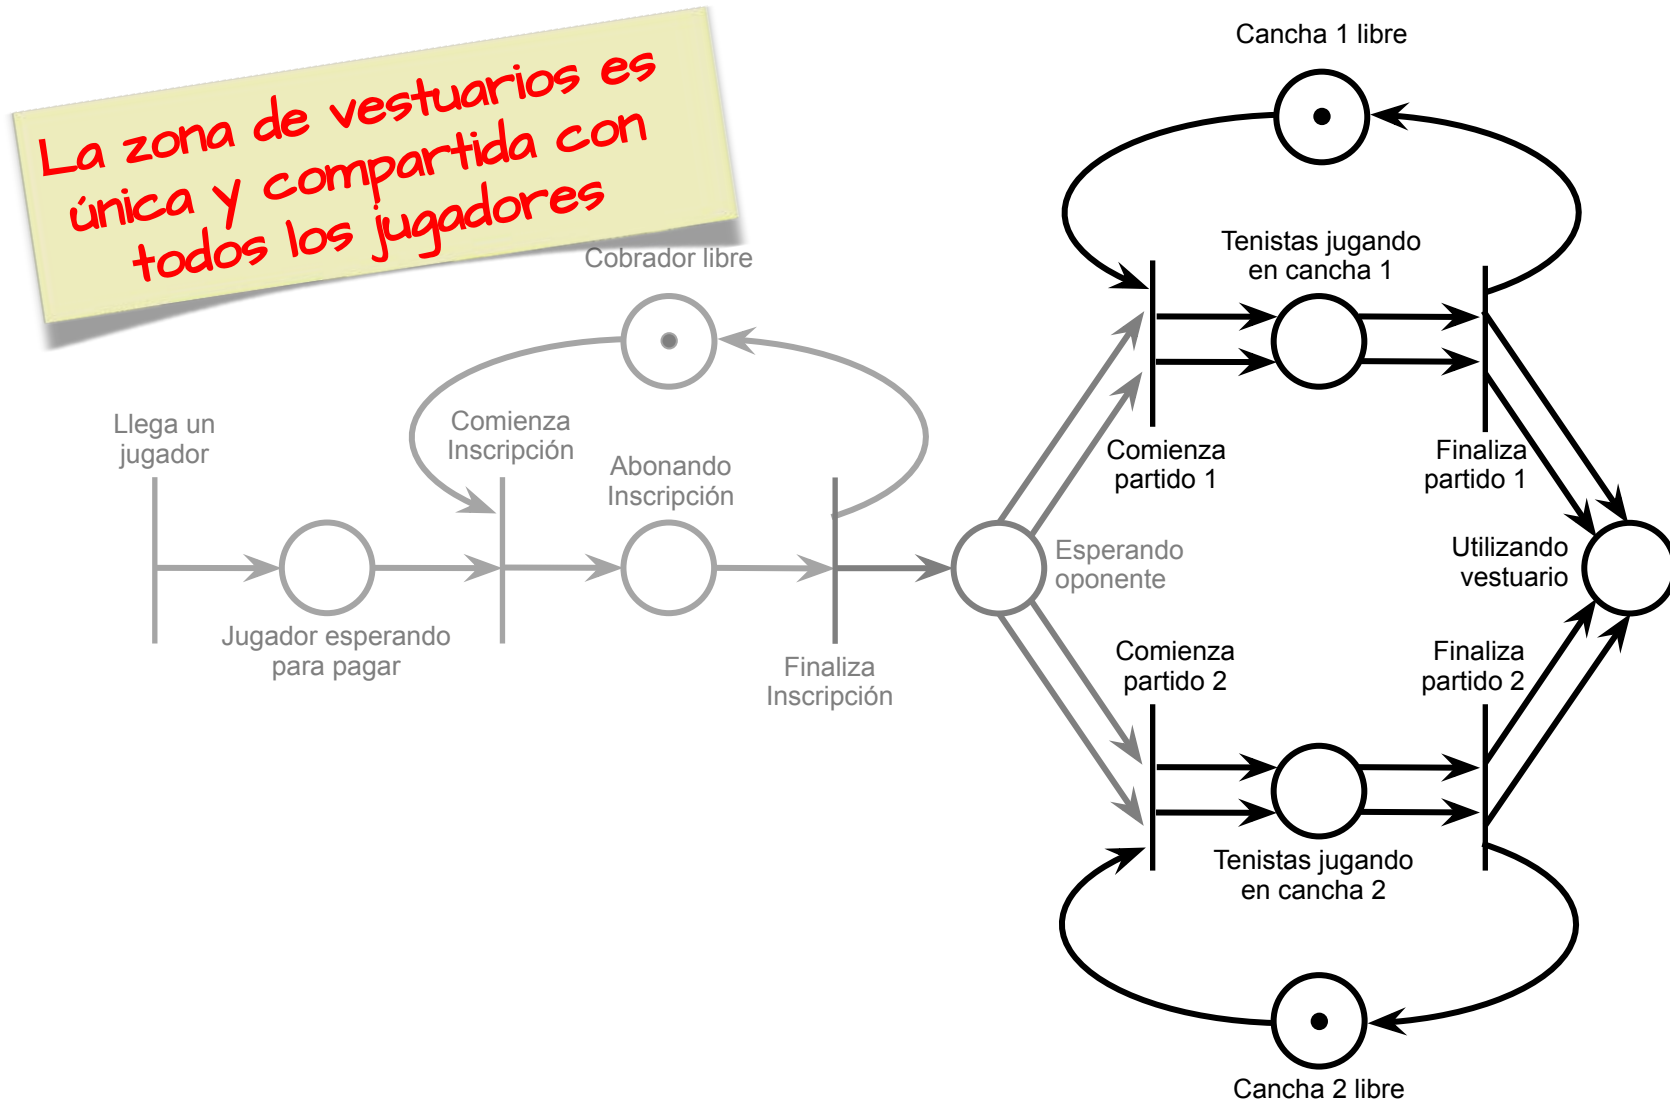 La zona de vestuarios es
única y compartida con
todos los jugadores
Cancha 1 libre
Tenistas jugando
en cancha 1
Cobrador libre
Llega un
jugador
Comienza
Inscripción
Abonando
Inscripción
Comienza
partido 1
Finaliza
partido 1
Esperando
oponente
Utilizando
vestuario
Jugador esperando
para pagar
Finaliza
Inscripción
Comienza
partido 2
Finaliza
partido 2
Tenistas jugando
en cancha 2
Cancha 2 libre